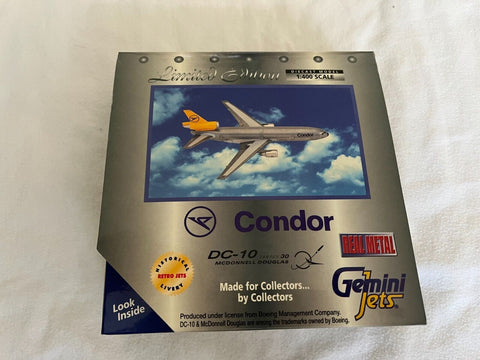 Limited Edition
DIECAST MODEL
1:400 SCALE
Condor
Condor
DC-10 SERIES 30
MCDONNELL DOUGLAS
REAL METAL
HISTORICAL
RETRO JETS
LIVERY
Gemini
Jets
Made for Collectors...
by Collectors
Look
Inside
Produced under license from Boeing Management Company.
DC-10 & McDonnell Douglas are among the trademarks owned by Boeing.